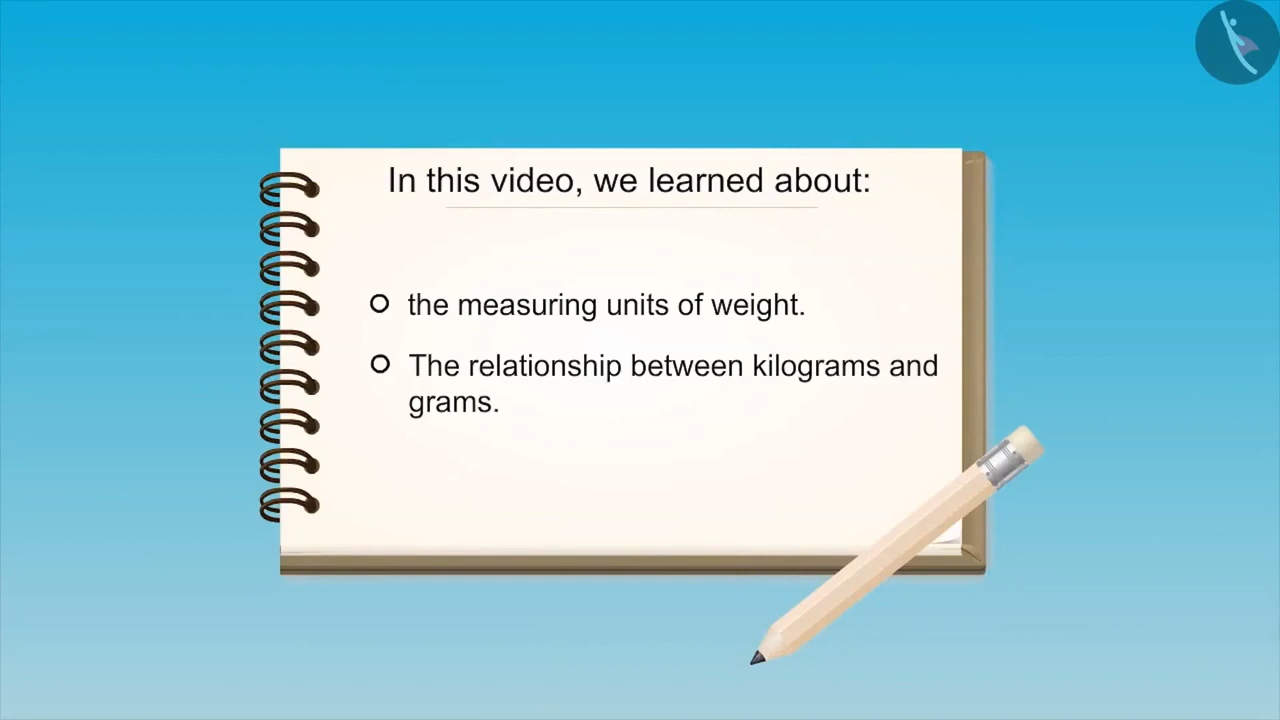 In this video, we learned about:
the measuring units of weight.
The relationship between kilograms and
grams.